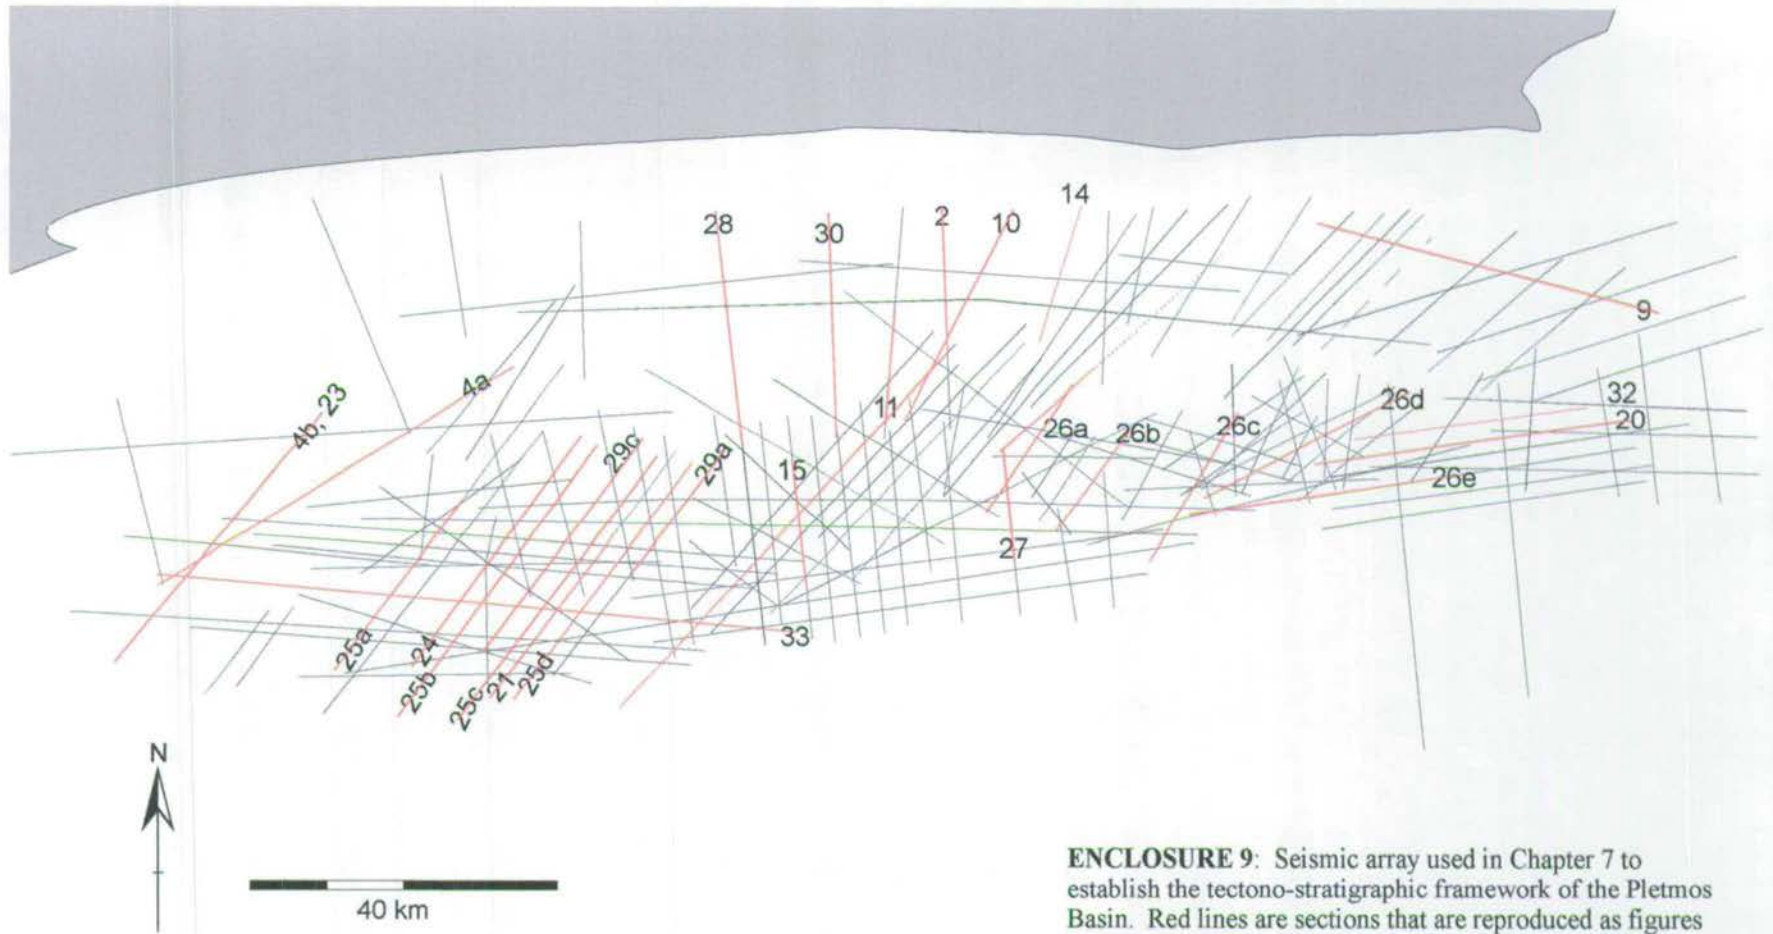 14
28
30
2
10
9
4a
4b, 23
11
32
20
26a
26b
26c
26d
26e
29c
29a
15
27
33
25a
24
25b
25c
21
25d
N
40 km
ENCLOSURE 9: Seismic array used in Chapter 7 to
establish the tectono-stratigraphic framework of the Pletmos
Basin. Red lines are sections that are reproduced as figures